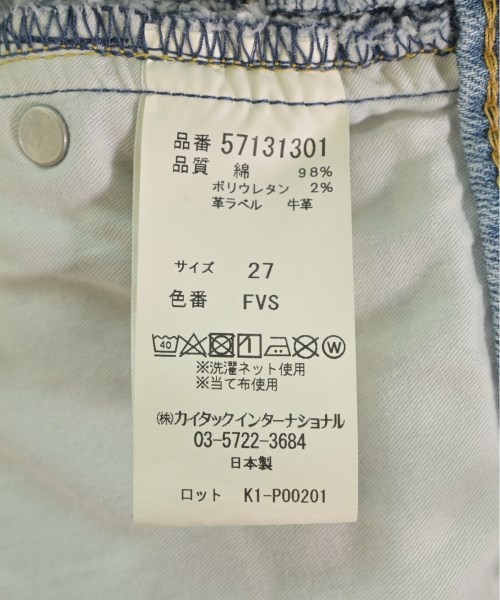 品番 57131301
品質 綿 98%
ポリウレタン 2%
革ラベル 牛革
サイズ 27
色番 FVS
40 W
※洗濯ネット使用
※当て布使用
㈱カイタックインターナショナル
03-5722-3684
日本製
ロット K1-P00201